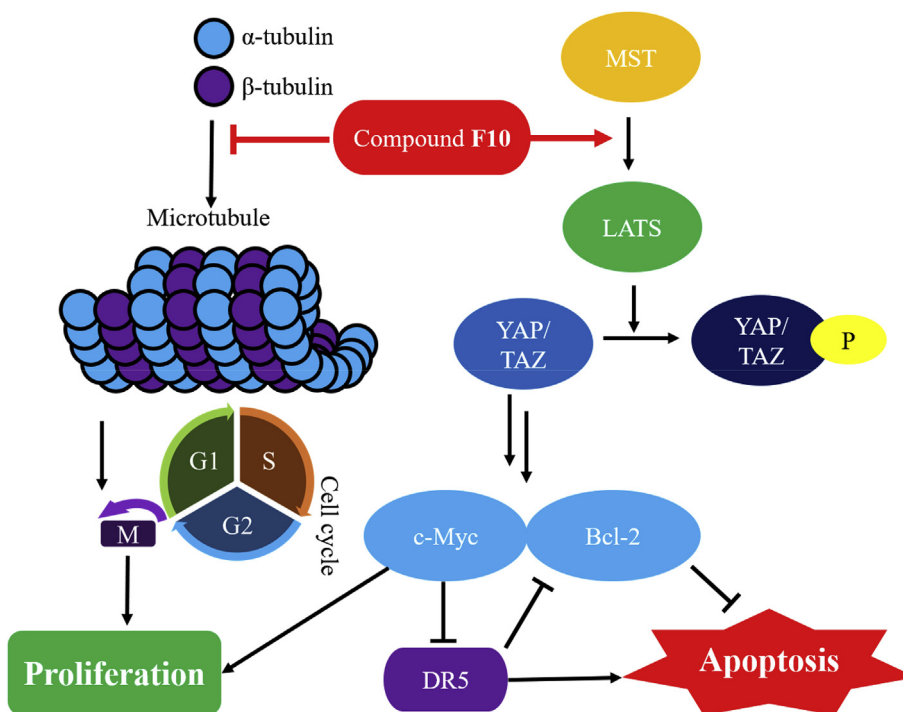 α-tubulin
β-tubulin
MST
Compound F10
Microtubule
LATS
YAP/
TAZ
YAP/
TAZ
P
G1
S
G2
M
Cell cycle
c-Myc
Bcl-2
Proliferation
DR5
Apoptosis